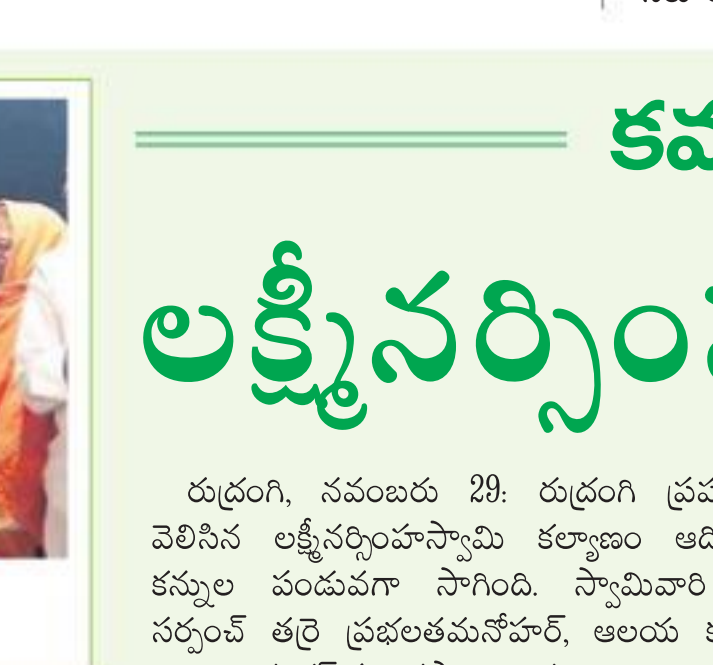 లక్ష్మీనర్సిం
రుద్రంగి, నవంబరు 29: రుద్రంగి
వెలిసిన లక్ష్మీనర్సింహస్వామి కల్యాణం
కన్నుల పండువగా సాగింది. స్వామివారి
సర్పంచ్ తర్రె ప్రభలతమనోహర్, ఆలయ